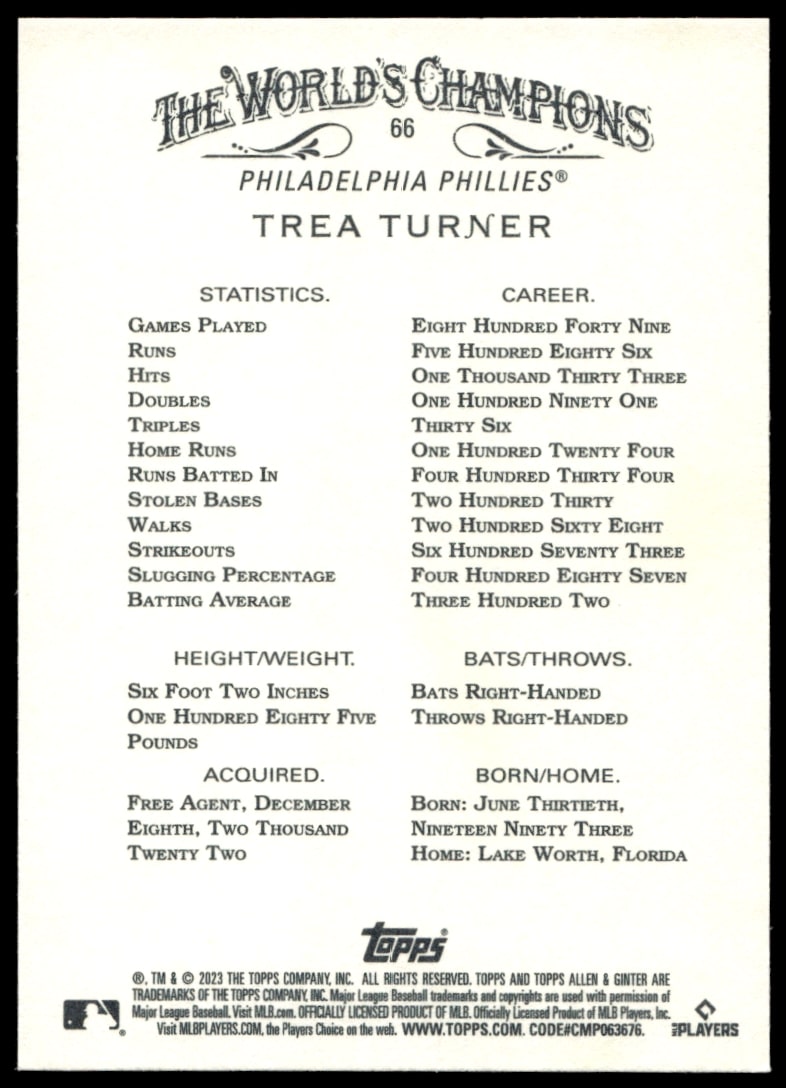 THE WORLD'S CHAMPIONS
66
PHILADELPHIA PHILLIES®
TREA TURNER
STATISTICS. CAREER.
GAMES PLAYED EIGHT HUNDRED FORTY NINE
RUNS FIVE HUNDRED EIGHTY SIX
HITS ONE THOUSAND THIRTY THREE
DOUBLES ONE HUNDRED NINETY ONE
TRIPLES THIRTY SIX
HOME RUNS ONE HUNDRED TWENTY FOUR
RUNS BATTED IN FOUR HUNDRED THIRTY FOUR
STOLEN BASES TWO HUNDRED THIRTY
WALKS TWO HUNDRED SIXTY EIGHT
STRIKEOUTS SIX HUNDRED SEVENTY THREE
SLUGGING PERCENTAGE FOUR HUNDRED EIGHTY SEVEN
BATTING AVERAGE THREE HUNDRED TWO
HEIGHT/WEIGHT.
SIX FOOT TWO INCHES
ONE HUNDRED EIGHTY FIVE
POUNDS
BATS/THROWS.
BATS RIGHT-HANDED
THROWS RIGHT-HANDED
ACQUIRED.
FREE AGENT, DECEMBER
EIGHTH, TWO THOUSAND
TWENTY TWO
BORN/HOME.
BORN: JUNE THIRTIETH,
NINETEEN NINETY THREE
HOME: LAKE WORTH, FLORIDA
Topps®
®, TM & © 2023 THE TOPPS COMPANY, INC. ALL RIGHTS RESERVED. TOPPS AND TOPPS ALLEN & GINTER ARE
TRADEMARKS OF THE TOPPS COMPANY, INC. Major League Baseball trademarks and copyrights are used with permission of
Major League Baseball. Visit MLB.com. OFFICIALLY LICENSED PRODUCT OF MLB. Officially Licensed Product of MLB Players, Inc.
Visit MLBPLAYERS.COM, the Players Choice on the web. WWW.TOPPS.COM. CODE#CMP063676.
MLB PLAYERS